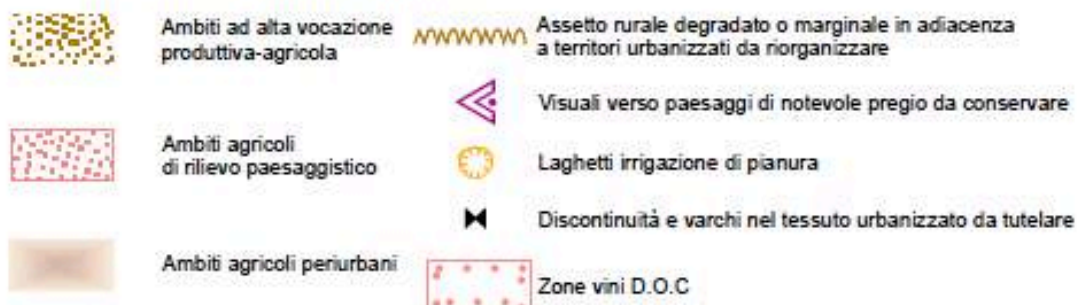 Ambiti ad alta vocazione
produttiva-agricola
Ambiti agricoli
di rilievo paesaggistico
Ambiti agricoli periurbani
Assetto rurale degradato o marginale in adiacenza
a territori urbanizzati da riorganizzare
Visuali verso paesaggi di notevole pregio da conservare
Laghetti irrigazione di pianura
Discontinuità e varchi nel tessuto urbanizzato da tutelare
Zone vini D.O.C